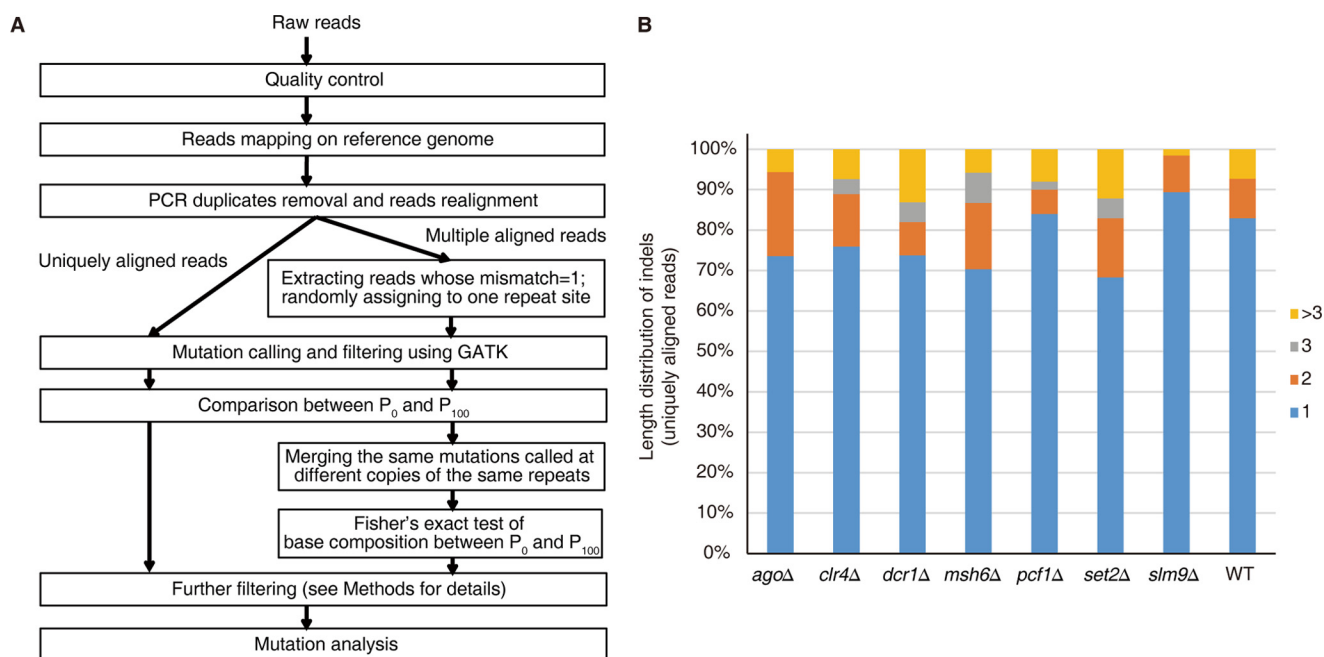 A
Raw reads
Quality control
Reads mapping on reference genome
PCR duplicates removal and reads realignment
Uniquely aligned reads
Multiple aligned reads
Extracting reads whose mismatch=1;
randomly assigning to one repeat site
Mutation calling and filtering using GATK
Comparison between P0 and P100
Merging the same mutations called at
different copies of the same repeats
Fisher's exact test of
base composition between P0 and P100
Further filtering (see Methods for details)
Mutation analysis
B
Length distribution of indels
(uniquely aligned reads)
100%
90%
80%
70%
60%
50%
40%
30%
20%
10%
0%
agoΔ clr4Δ dcr1Δ msh6Δ pcf1Δ set2Δ slm9Δ WT
>3
3
2
1